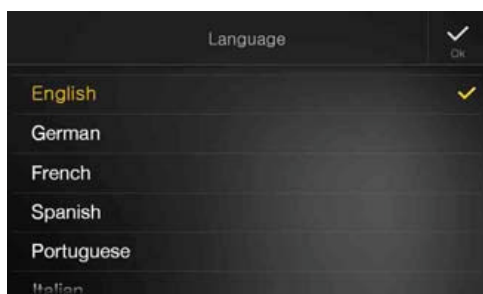 Language
Ok
English
German
French
Spanish
Portuguese
Italian